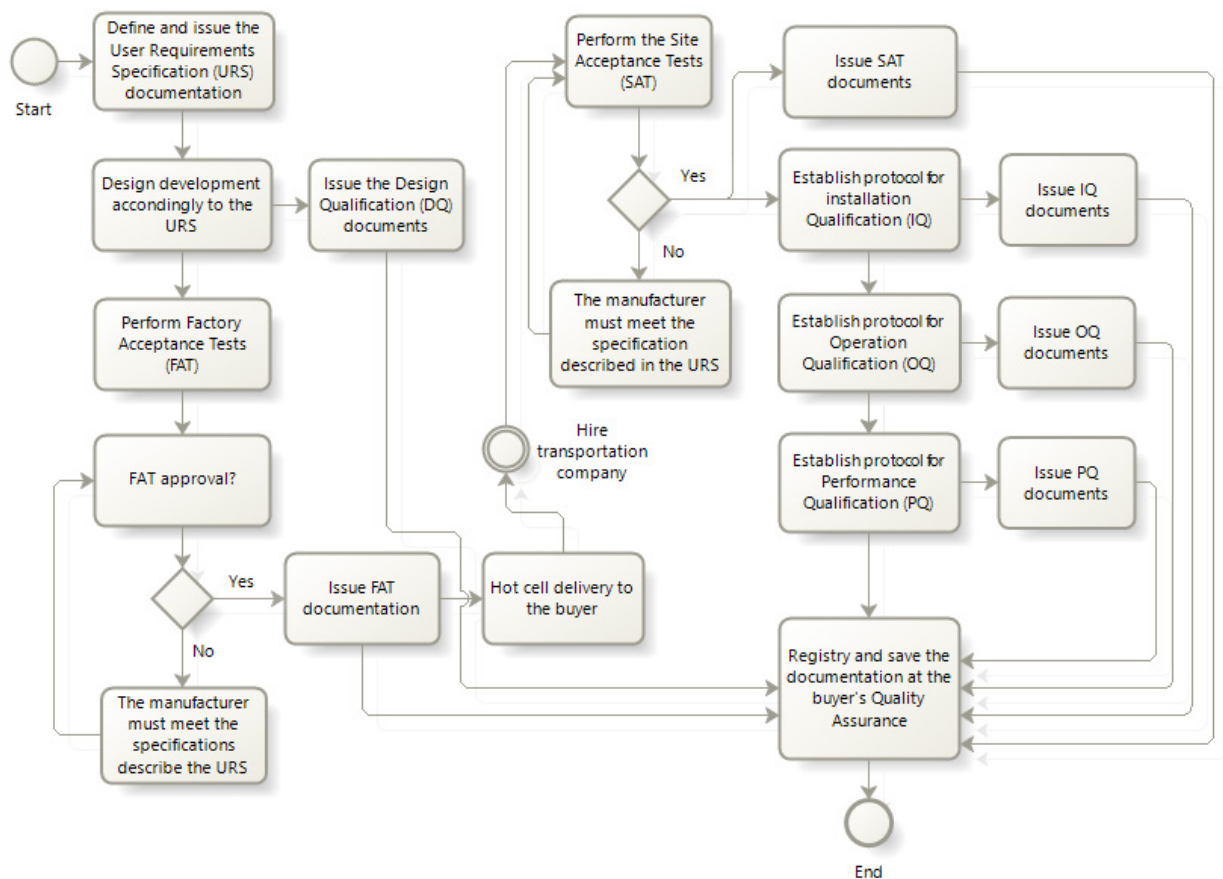 Start
Define and issue the
User Requirements
Specification (URS)
documentation
Design development
accordingly to the
URS
Issue the Design
Qualification (DQ)
documents
Perform Factory
Acceptance Tests
(FAT)
FAT approval?
Yes
No
The manufacturer
must meet the
specifications
describe the URS
Issue FAT
documentation
Hot cell delivery to
the buyer
Hire
transportation
company
Perform the Site
Acceptance Tests
(SAT)
Yes
No
The manufacturer
must meet the
specification
described in the URS
Issue SAT
documents
Establish protocol for
installation
Qualification (IQ)
Issue IQ
documents
Establish protocol for
Operation
Qualification (OQ)
Issue OQ
documents
Establish protocol for
Performance
Qualification (PQ)
Issue PQ
documents
Registry and save the
documentation at the
buyer's Quality
Assurance
End